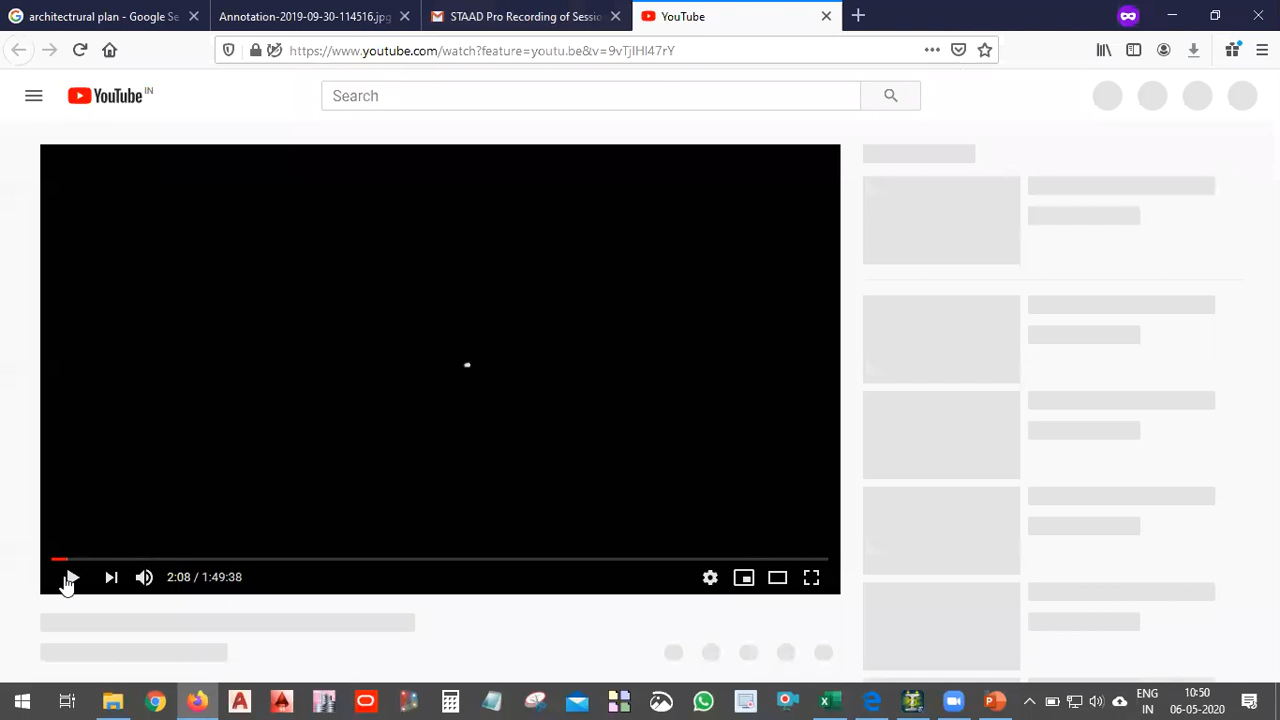 architectrural plan - Google Se
Annotation-2019-09-30-114516.jpg
STAAD Pro Recording of Sessio
YouTube
https://www.youtube.com/watch?feature=youtu.be&v=9vTjIHI47rY
YouTube IN
Search
2:08 / 1:49:38
ENG
IN
10:50
06-05-2020